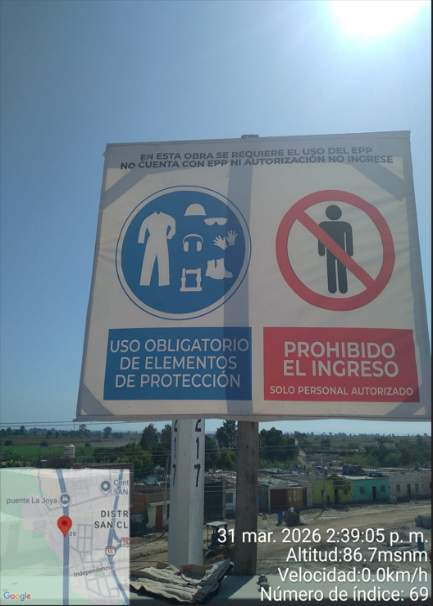 EN ESTA OBRA SE REQUIERE EL USO DEL EPP
NO CUENTA CON EPP NI AUTORIZACIÓN NO INGRESE
USO OBLIGATORIO
DE ELEMENTOS
DE PROTECCIÓN
PROHIBIDO
EL INGRESO
SOLO PERSONAL AUTORIZADO
217
puente La Joya
Cent
SAN
DISTR
SAN CL
Independencia
Google
31 mar. 2026 2:39:05 p. m.
Altitud:86.7msnm
Velocidad:0.0km/h
Número de índice: 69